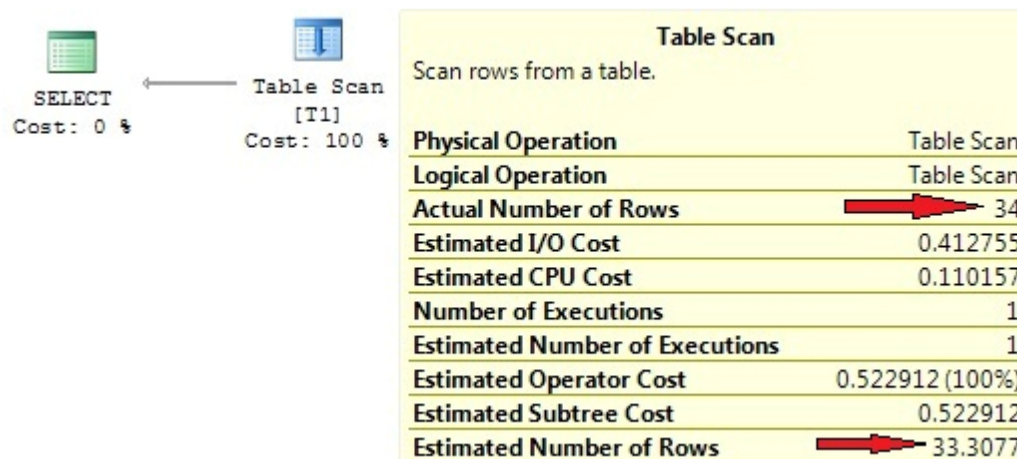 SELECT
Cost: 0 %
Table Scan
[T1]
Cost: 100 %
Table Scan
Scan rows from a table.
Physical Operation Table Scan
Logical Operation Table Scan
Actual Number of Rows 34
Estimated I/O Cost 0.412755
Estimated CPU Cost 0.110157
Number of Executions 1
Estimated Number of Executions 1
Estimated Operator Cost 0.522912 (100%)
Estimated Subtree Cost 0.522912
Estimated Number of Rows 33.3077